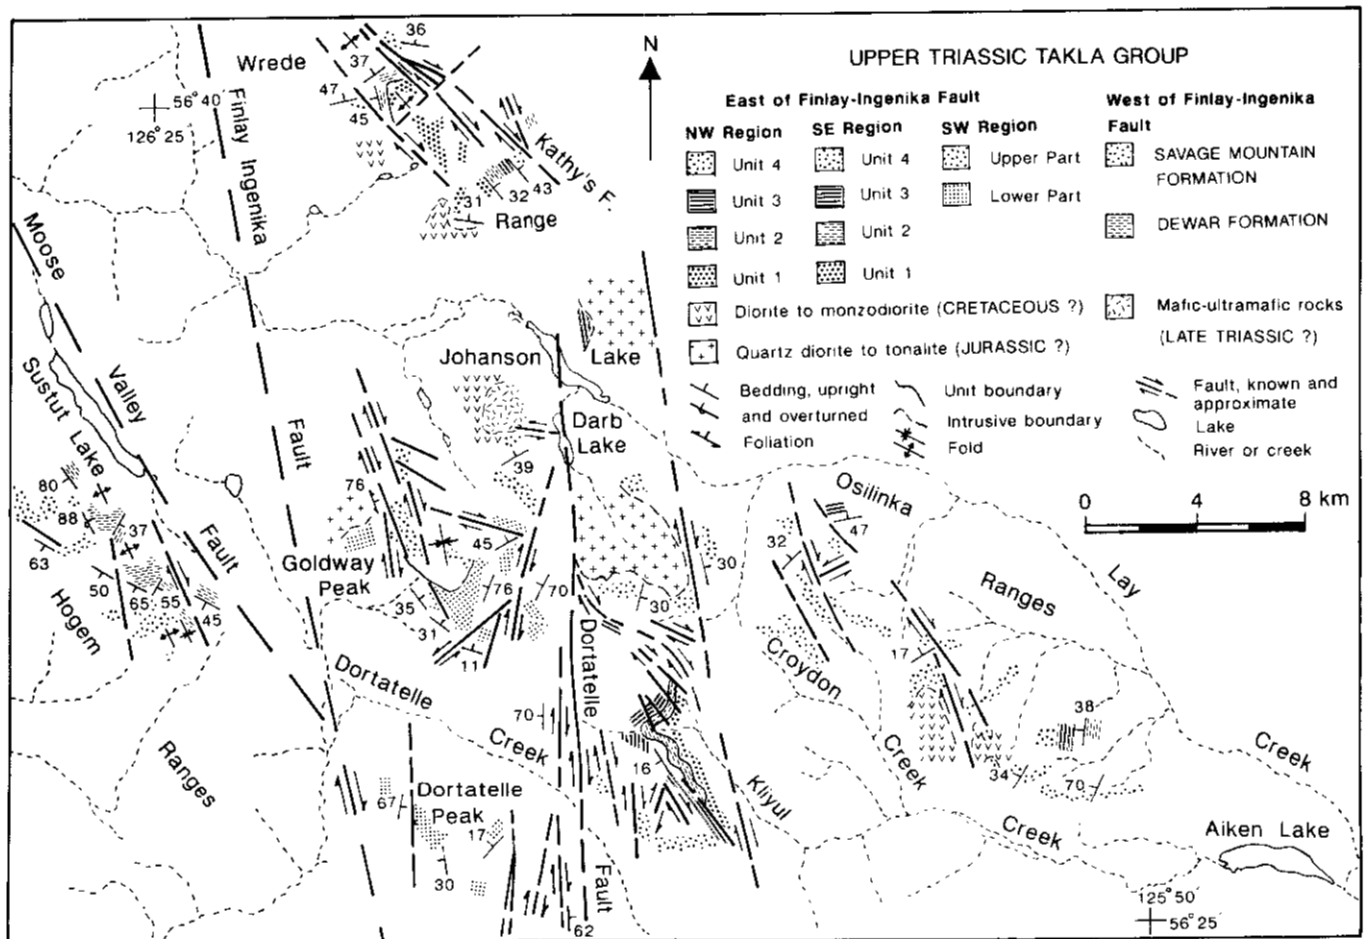 UPPER TRIASSIC TAKLA GROUP
East of Finlay-Ingenika Fault
West of Finlay-Ingenika
Fault
NW Region
SE Region
SW Region
Unit 4
Unit 4
Upper Part
SAVAGE MOUNTAIN
FORMATION
Unit 3
Unit 3
Lower Part
Unit 2
Unit 2
DEWAR FORMATION
Unit 1
Unit 1
Diorite to monzodiorite (CRETACEOUS ?)
Mafic-ultramafic rocks
(LATE TRIASSIC ?)
Quartz diorite to tonalite (JURASSIC ?)
Bedding, upright
and overturned
Foliation
Unit boundary
Intrusive boundary
Fold
Fault, known and
approximate
Lake
River or creek
0 4 8 km
N
Wrede
Range
56° 40'
126° 25
Finlay Ingenika
Fault
Kathy's F.
36
37
47
45
31
32
43
Moose
Valley
Fault
Sustut Lake
Johanson Lake
Darb
Lake
39
76
45
Goldway
Peak
35
31
11
76
70
30
30
80
88
37
63
50
65
55
45
Hogem
Ranges
Dortatelle
Creek
Dortatelle
Fault
70
16
Dortatelle
Peak
67
17
30
62
Kliyul
Creek
Croydon
Creek
32
47
Osilinka
Ranges
17
38
34
70
Lay
Creek
Aiken Lake
125° 50'
56° 25'